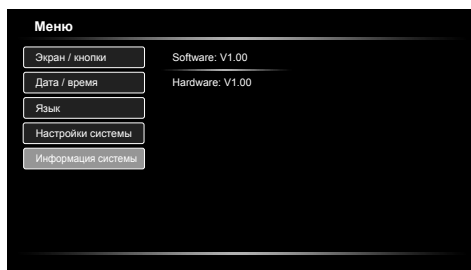 Меню
Экран / кнопки
Software: V1.00
Дата / время
Hardware: V1.00
Язык
Настройки системы
Информация системы